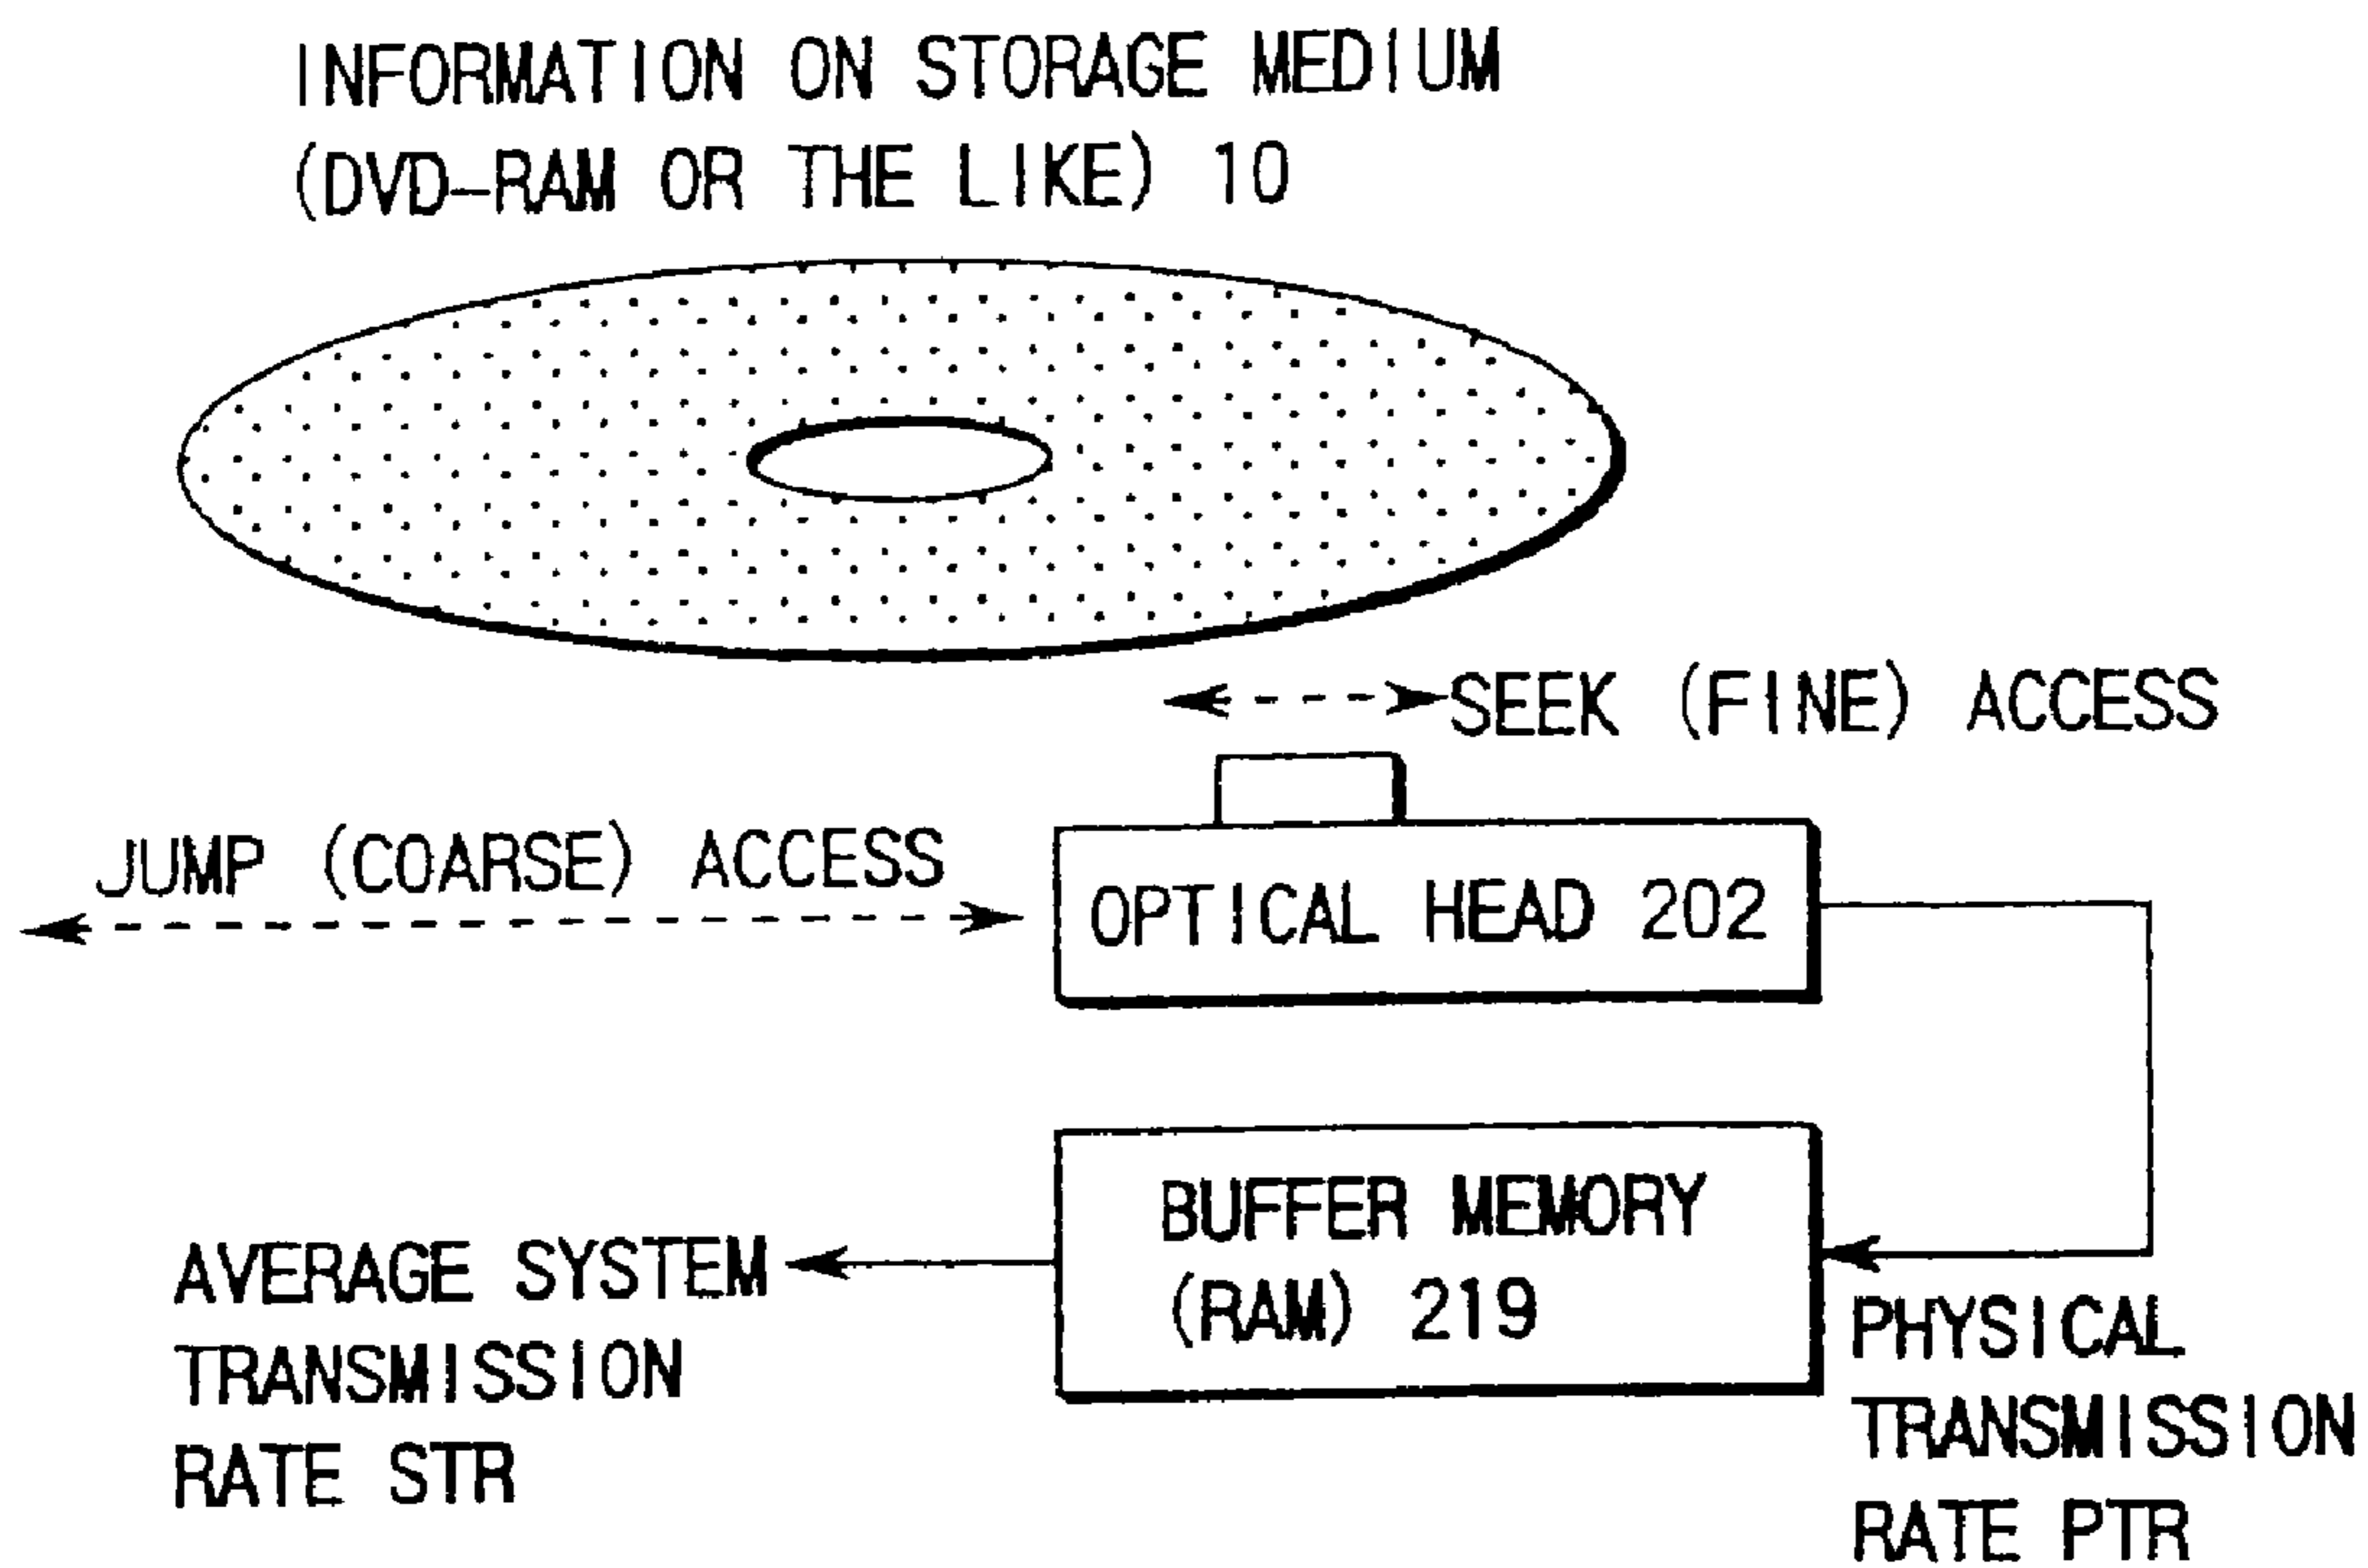 INFORMATION ON STORAGE MEDIUM
(DVD-RAM OR THE LIKE) 10
SEEK (FINE) ACCESS
JUMP (COARSE) ACCESS
OPTICAL HEAD 202
BUFFER MEMORY
(RAM) 219
AVERAGE SYSTEM
TRANSMISSION
RATE STR
PHYSICAL
TRANSMISSION
RATE PTR